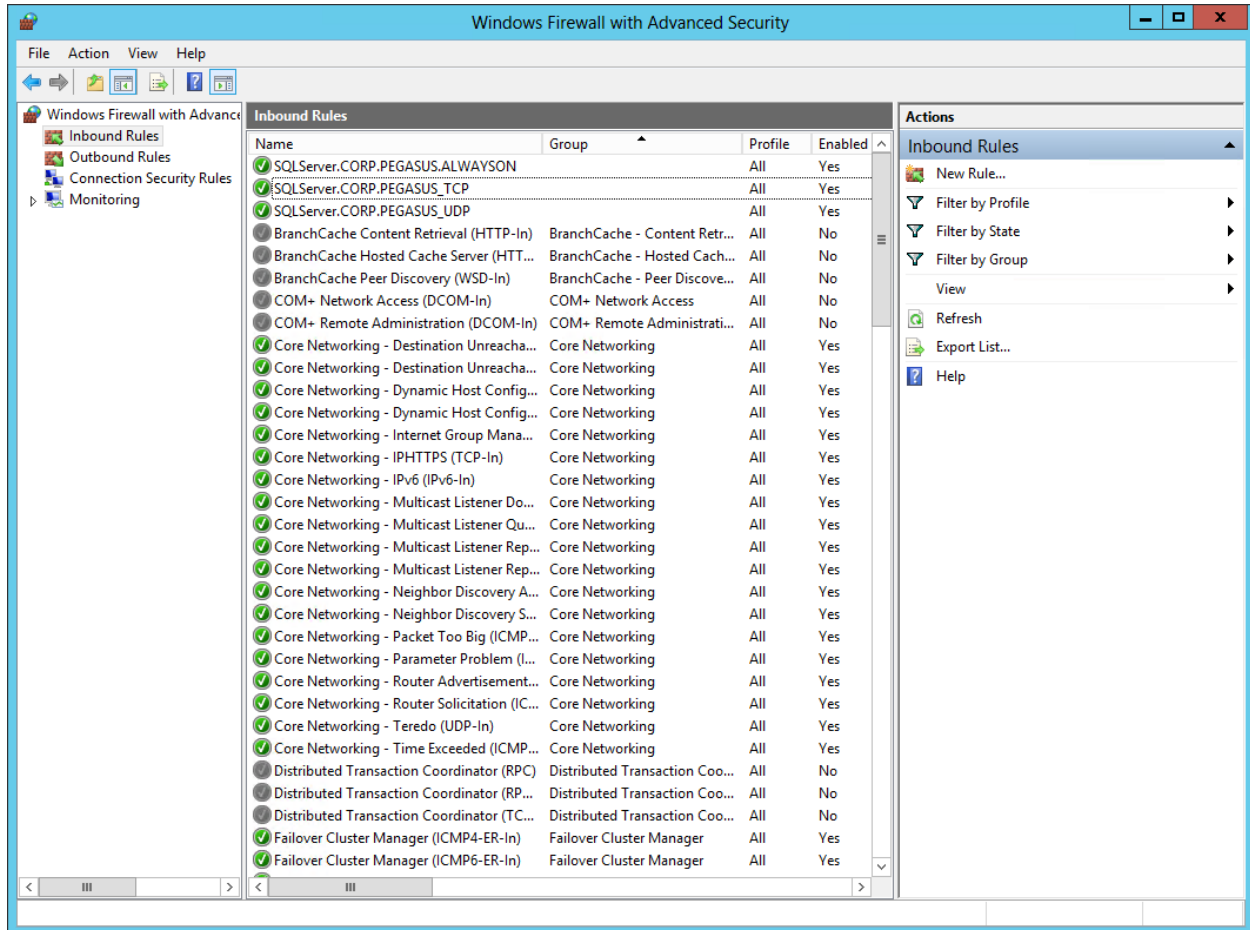 Windows Firewall with Advanced Security
File Action View Help
Windows Firewall with Advance
Inbound Rules
Outbound Rules
Connection Security Rules
Monitoring
Inbound Rules
Name Group Profile Enabled
SQLServer.CORP.PEGASUS.ALWAYSON All Yes
SQLServer.CORP.PEGASUS_TCP All Yes
SQLServer.CORP.PEGASUS_UDP All Yes
BranchCache Content Retrieval (HTTP-In) BranchCache - Content Retr... All No
BranchCache Hosted Cache Server (HTT... BranchCache - Hosted Cach... All No
BranchCache Peer Discovery (WSD-In) BranchCache - Peer Discove... All No
COM+ Network Access (DCOM-In) COM+ Network Access All No
COM+ Remote Administration (DCOM-In) COM+ Remote Administrati... All No
Core Networking - Destination Unreacha... Core Networking All Yes
Core Networking - Destination Unreacha... Core Networking All Yes
Core Networking - Dynamic Host Config... Core Networking All Yes
Core Networking - Dynamic Host Config... Core Networking All Yes
Core Networking - Internet Group Mana... Core Networking All Yes
Core Networking - IPHTTPS (TCP-In) Core Networking All Yes
Core Networking - IPv6 (IPv6-In) Core Networking All Yes
Core Networking - Multicast Listener Do... Core Networking All Yes
Core Networking - Multicast Listener Qu... Core Networking All Yes
Core Networking - Multicast Listener Rep... Core Networking All Yes
Core Networking - Multicast Listener Rep... Core Networking All Yes
Core Networking - Neighbor Discovery A... Core Networking All Yes
Core Networking - Neighbor Discovery S... Core Networking All Yes
Core Networking - Packet Too Big (ICMP... Core Networking All Yes
Core Networking - Parameter Problem (I... Core Networking All Yes
Core Networking - Router Advertisement... Core Networking All Yes
Core Networking - Router Solicitation (IC... Core Networking All Yes
Core Networking - Teredo (UDP-In) Core Networking All Yes
Core Networking - Time Exceeded (ICMP... Core Networking All Yes
Distributed Transaction Coordinator (RPC) Distributed Transaction Coo... All No
Distributed Transaction Coordinator (RP... Distributed Transaction Coo... All No
Distributed Transaction Coordinator (TC... Distributed Transaction Coo... All No
Failover Cluster Manager (ICMP4-ER-In) Failover Cluster Manager All Yes
Failover Cluster Manager (ICMP6-ER-In) Failover Cluster Manager All Yes
Actions
Inbound Rules
New Rule...
Filter by Profile
Filter by State
Filter by Group
View
Refresh
Export List...
Help